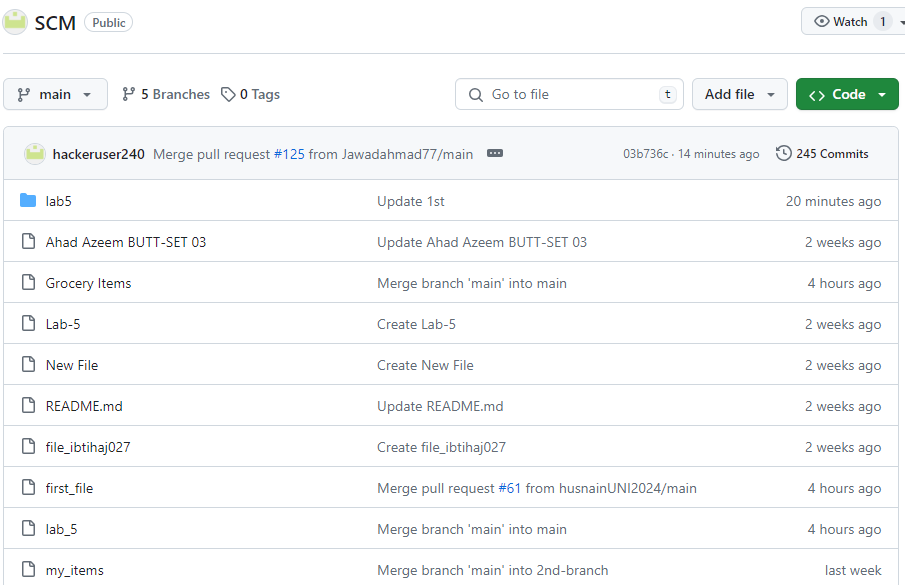 SCM Public Watch 1
main 5 Branches 0 Tags Go to file t Add file Code
hackeruser240 Merge pull request #125 from Jawadahmad77/main 03b736c · 14 minutes ago 245 Commits
lab5 Update 1st 20 minutes ago
Ahad Azeem BUTT-SET 03 Update Ahad Azeem BUTT-SET 03 2 weeks ago
Grocery Items Merge branch 'main' into main 4 hours ago
Lab-5 Create Lab-5 2 weeks ago
New File Create New File 2 weeks ago
README.md Update README.md 2 weeks ago
file_ibtihaj027 Create file_ibtihaj027 2 weeks ago
first_file Merge pull request #61 from husnainUNI2024/main 4 hours ago
lab_5 Merge branch 'main' into main 4 hours ago
my_items Merge branch 'main' into 2nd-branch last week